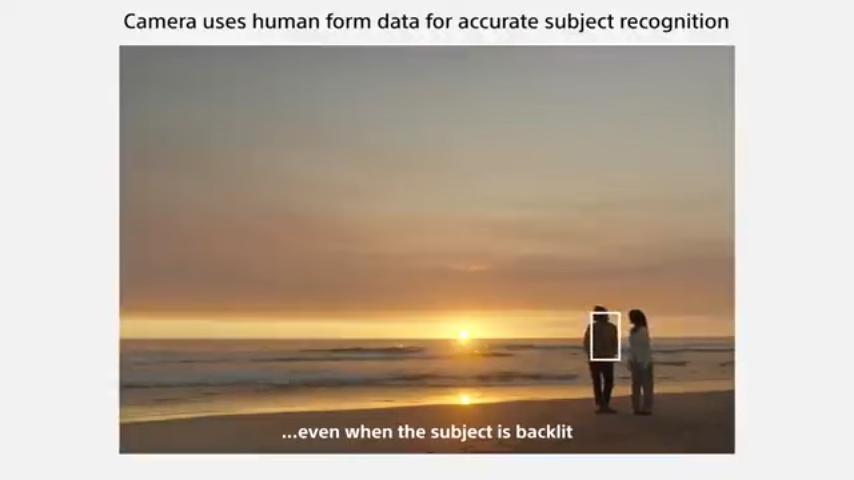 Camera uses human form data for accurate subject recognition
...even when the subject is backlit